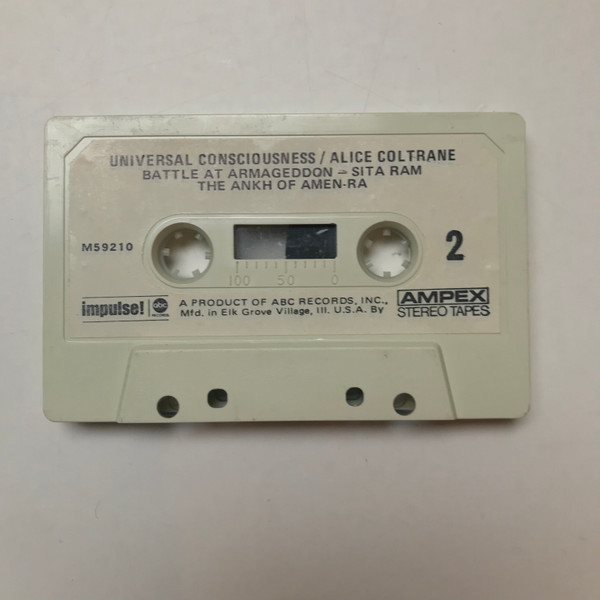 UNIVERSAL CONSCIOUSNESS / ALICE COLTRANE
BATTLE AT ARMAGEDDON - SITA RAM
THE ANKH OF AMEN-RA
M59210
2
100 50 0
impulse! abc RECORDS
A PRODUCT OF ABC RECORDS, INC.,
Mfd. in Elk Grove Village, Ill. U.S.A. By
AMPEX
STEREO TAPES